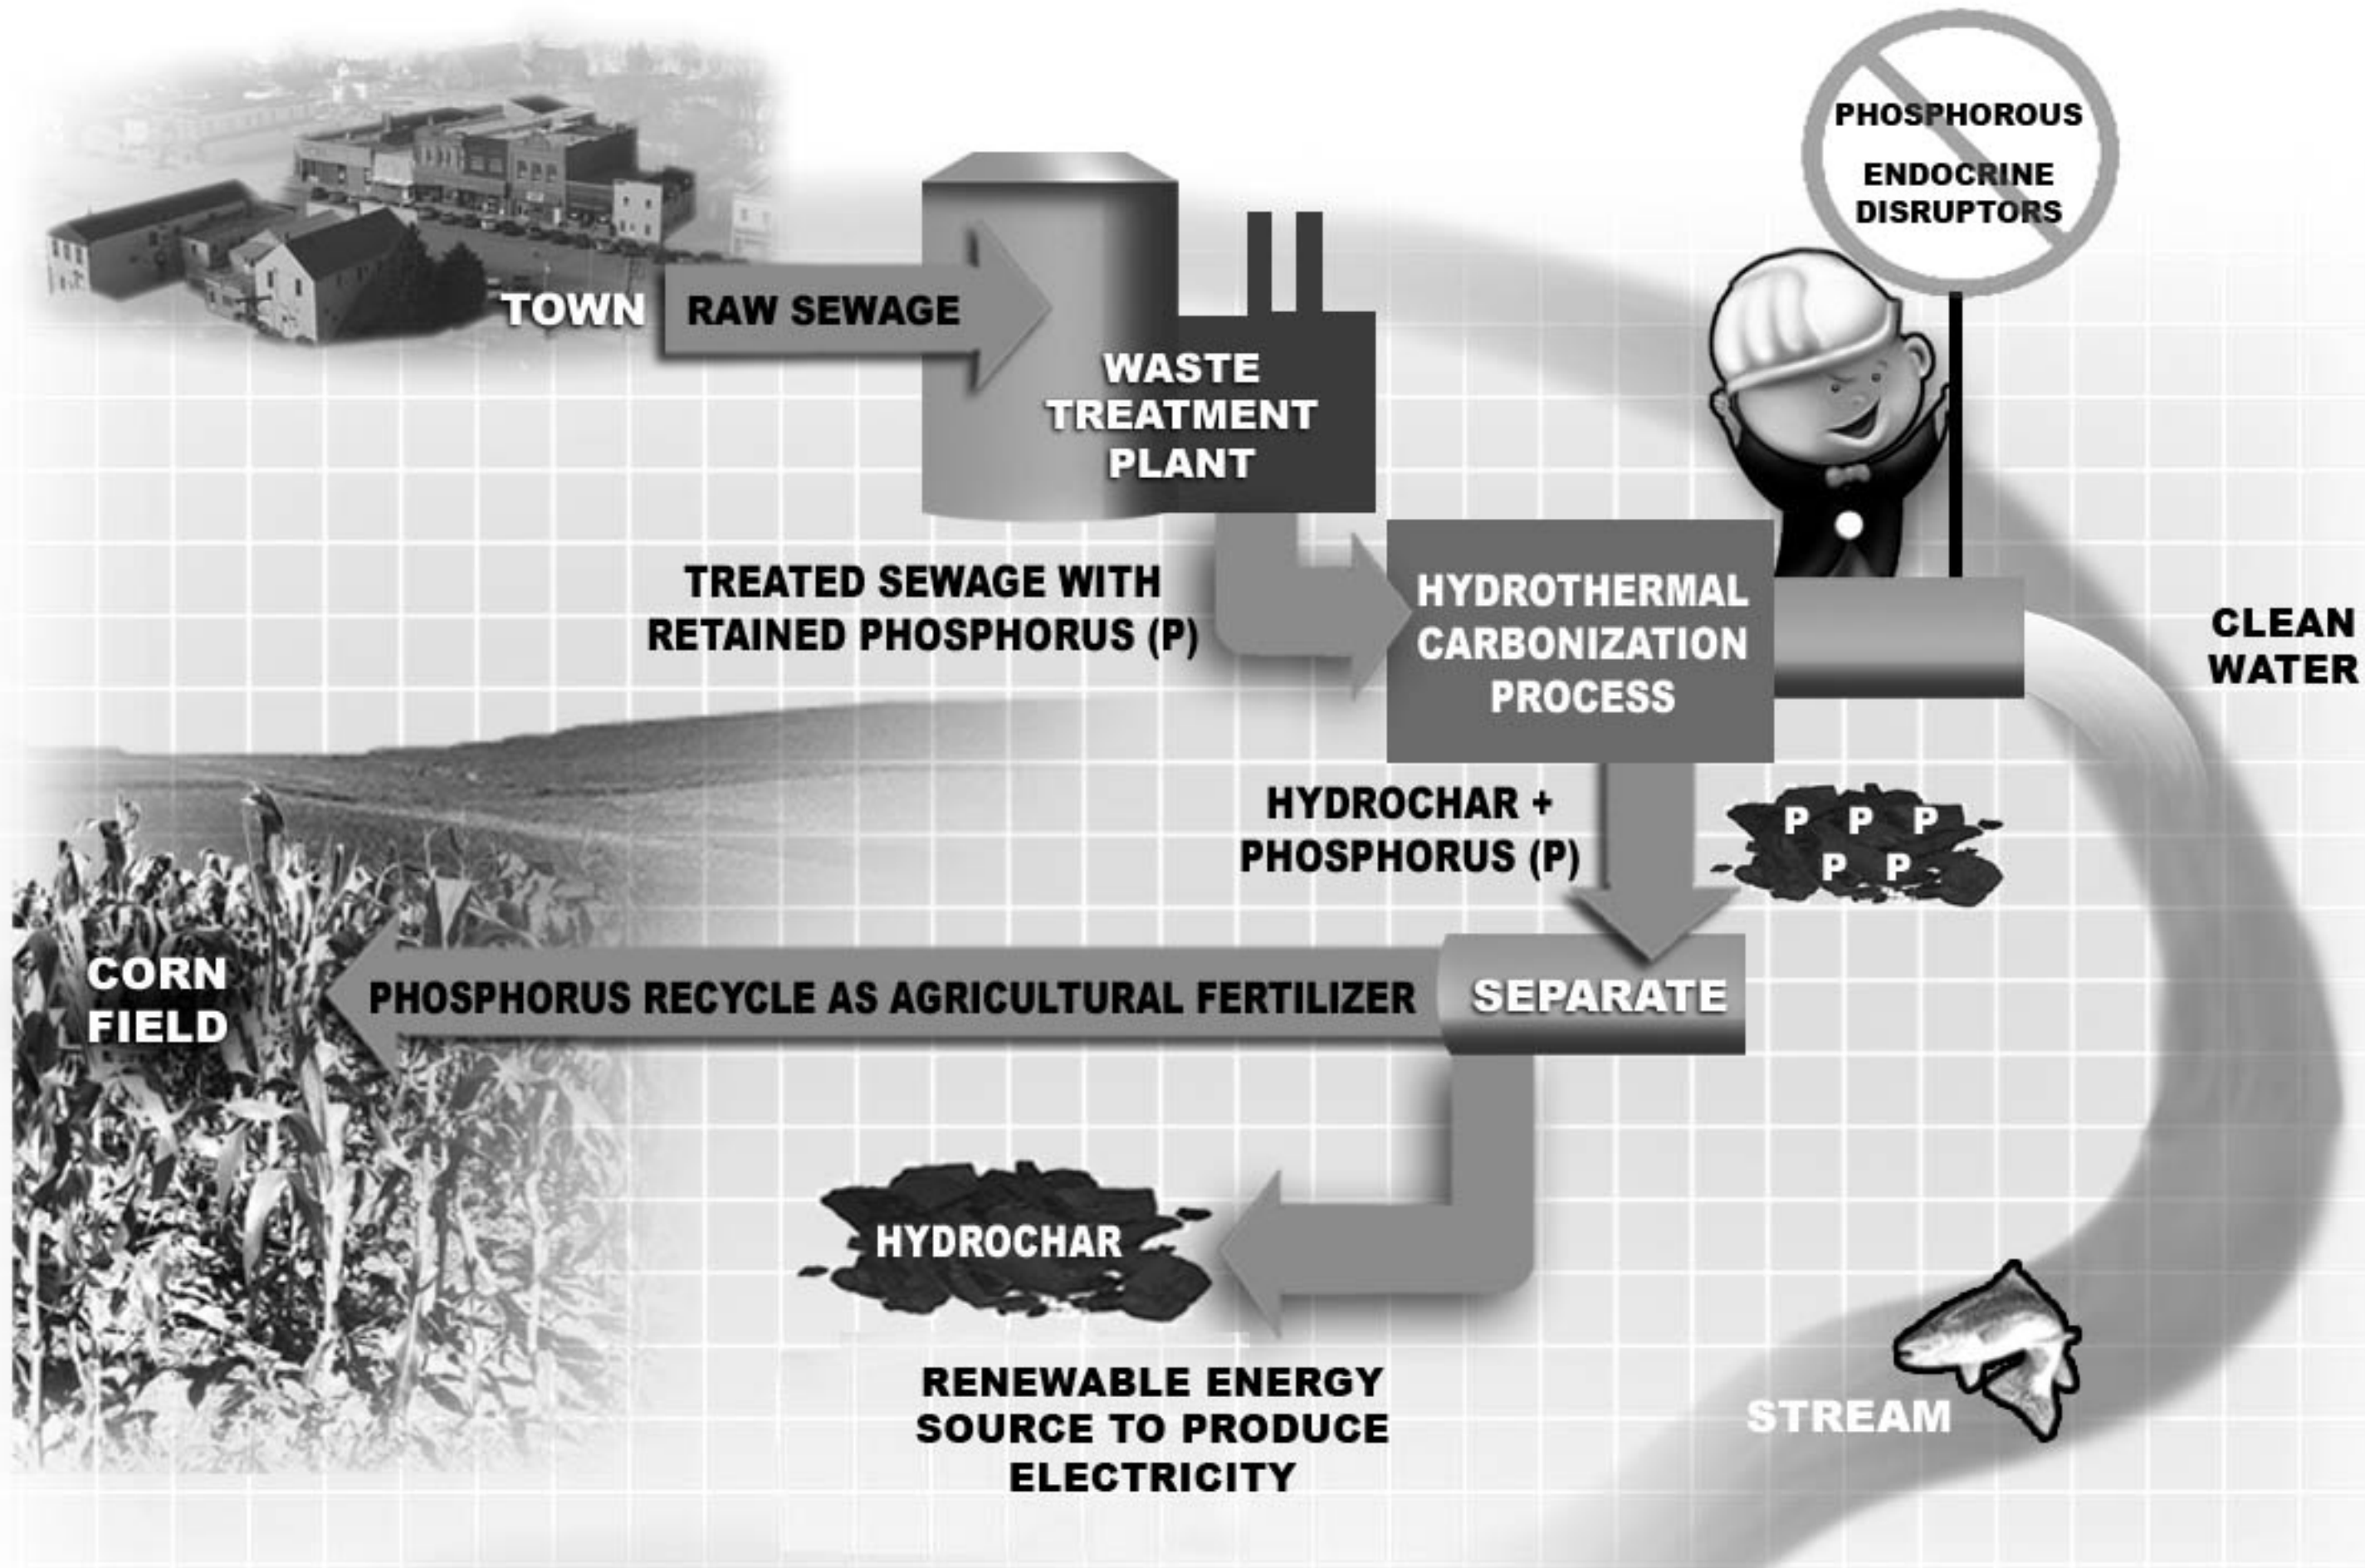 PHOSPHOROUS
ENDOCRINE
DISRUPTORS
TOWN
RAW SEWAGE
WASTE
TREATMENT
PLANT
TREATED SEWAGE WITH
RETAINED PHOSPHORUS (P)
HYDROTHERMAL
CARBONIZATION
PROCESS
CLEAN
WATER
HYDROCHAR +
PHOSPHORUS (P)
P P P
P P
CORN
FIELD
PHOSPHORUS RECYCLE AS AGRICULTURAL FERTILIZER
SEPARATE
HYDROCHAR
RENEWABLE ENERGY
SOURCE TO PRODUCE
ELECTRICITY
STREAM